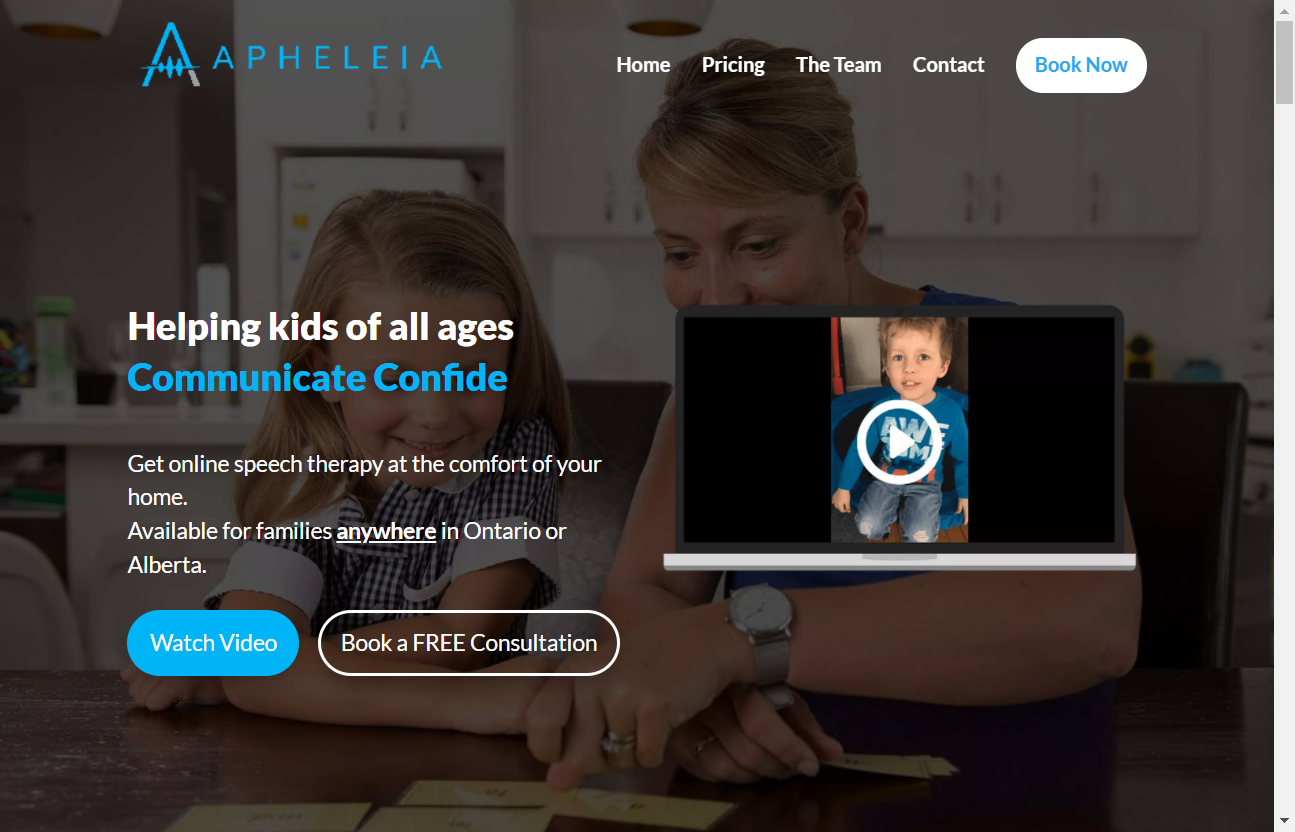 APHELEIA
Home Pricing The Team Contact Book Now
Helping kids of all ages
Communicate Confide
Get online speech therapy at the comfort of your
home.
Available for families anywhere in Ontario or
Alberta.
Watch Video Book a FREE Consultation